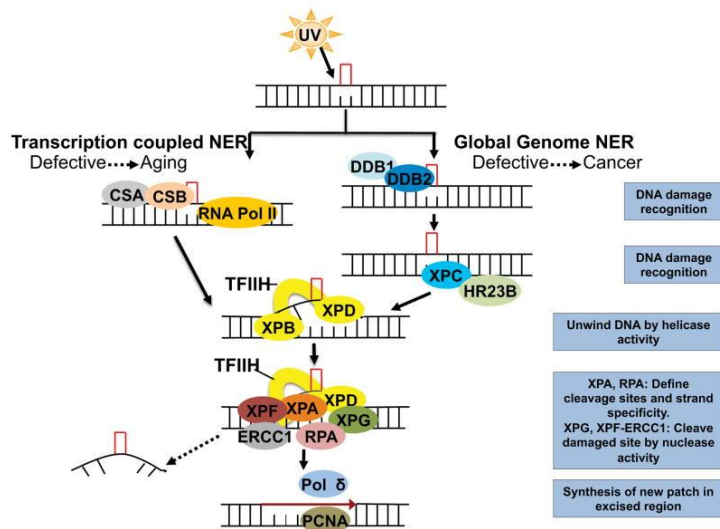 UV
Transcription coupled NER
Defective Aging
Global Genome NER
Defective Cancer
DDB1
DDB2
CSA
CSB
RNA Pol II
DNA damage
recognition
XPC
HR23B
DNA damage
recognition
TFIIH
XPD
XPB
Unwind DNA by helicase
activity
TFIIH
XPF
XPA
XPD
XPG
ERCC1
RPA
XPA, RPA: Define
cleavage sites and strand
specificity.
XPG, XPF-ERCC1: Cleave
damaged site by nuclease
activity
Pol δ
PCNA
Synthesis of new patch in
excised region